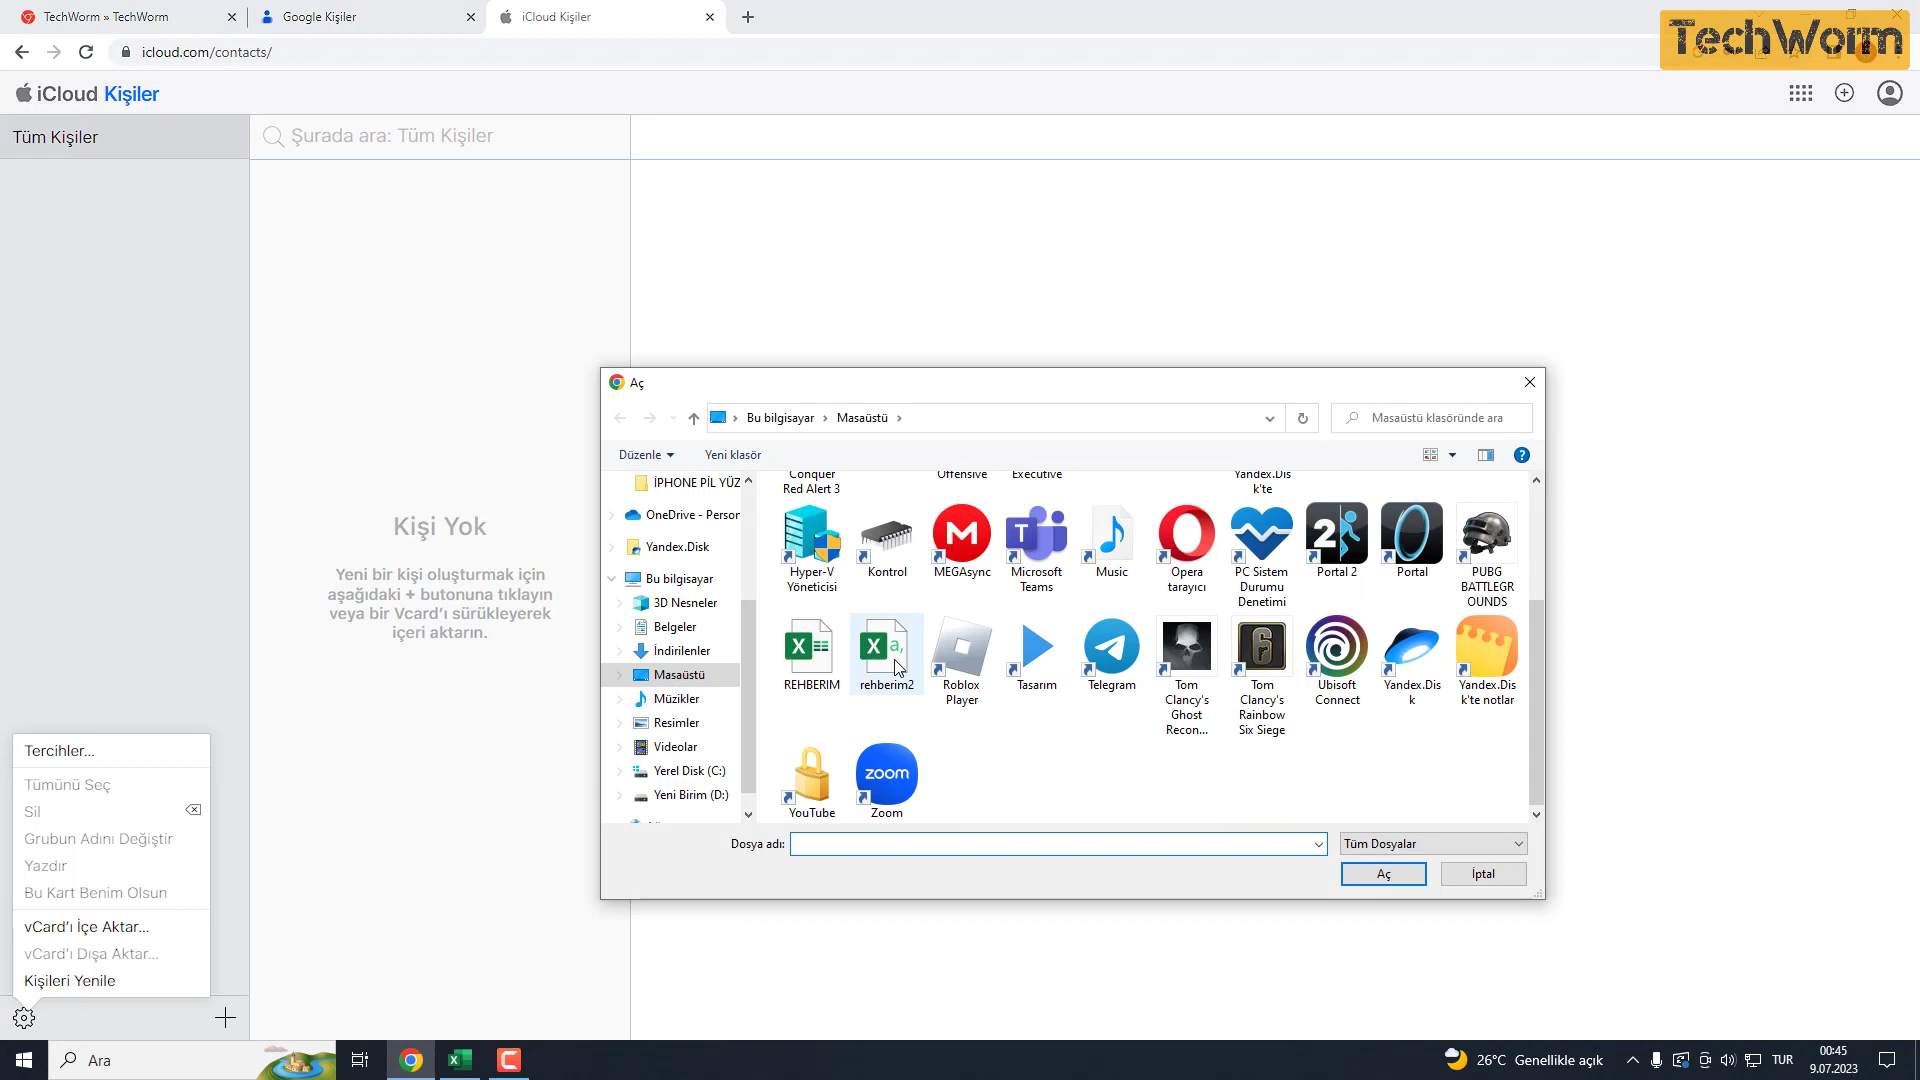 TechWorm » TechWorm
Google Kişiler
iCloud Kişiler
TechWorm
icloud.com/contacts/
iCloud Kişiler
Tüm Kişiler
Şurada ara: Tüm Kişiler
Kişi Yok
Yeni bir kişi oluşturmak için
aşağıdaki + butonuna tıklayın
veya bir Vcard'ı sürükleyerek
içeri aktarın.
Tercihler...
Tümünü Seç
Sil
Grubun Adını Değiştir
Yazdır
Bu Kart Benim Olsun
vCard'ı İçe Aktar...
vCard'ı Dışa Aktar...
Kişileri Yenile
Aç
Bu bilgisayar
Masaüstü
Masaüstü klasöründe ara
Düzenle
Yeni klasör
İPHONE PİL YÜZ
OneDrive - Person
Yandex.Disk
Bu bilgisayar
3D Nesneler
Belgeler
İndirilenler
Masaüstü
Müzikler
Resimler
Videolar
Yerel Disk (C:)
Yeni Birim (D:)
Conquer
Red Alert 3
Offensive
Executive
Yandex.Dis
k'te
Hyper-V
Yöneticisi
Kontrol
MEGAsync
Microsoft
Teams
Music
Opera
tarayıcı
PC Sistem
Durumu
Denetimi
Portal 2
Portal
PUBG
BATTLEGR
OUNDS
REHBERIM
rehberim2
Roblox
Player
Tasarım
Telegram
Tom
Clancy's
Ghost
Recon...
Tom
Clancy's
Rainbow
Six Siege
Ubisoft
Connect
Yandex.Dis
k
Yandex.Dis
k'te notlar
YouTube
zoom
Zoom
Dosya adı:
Tüm Dosyalar
Aç
İptal
Ara
26°C Genellikle açık
TUR
00:45
9.07.2023